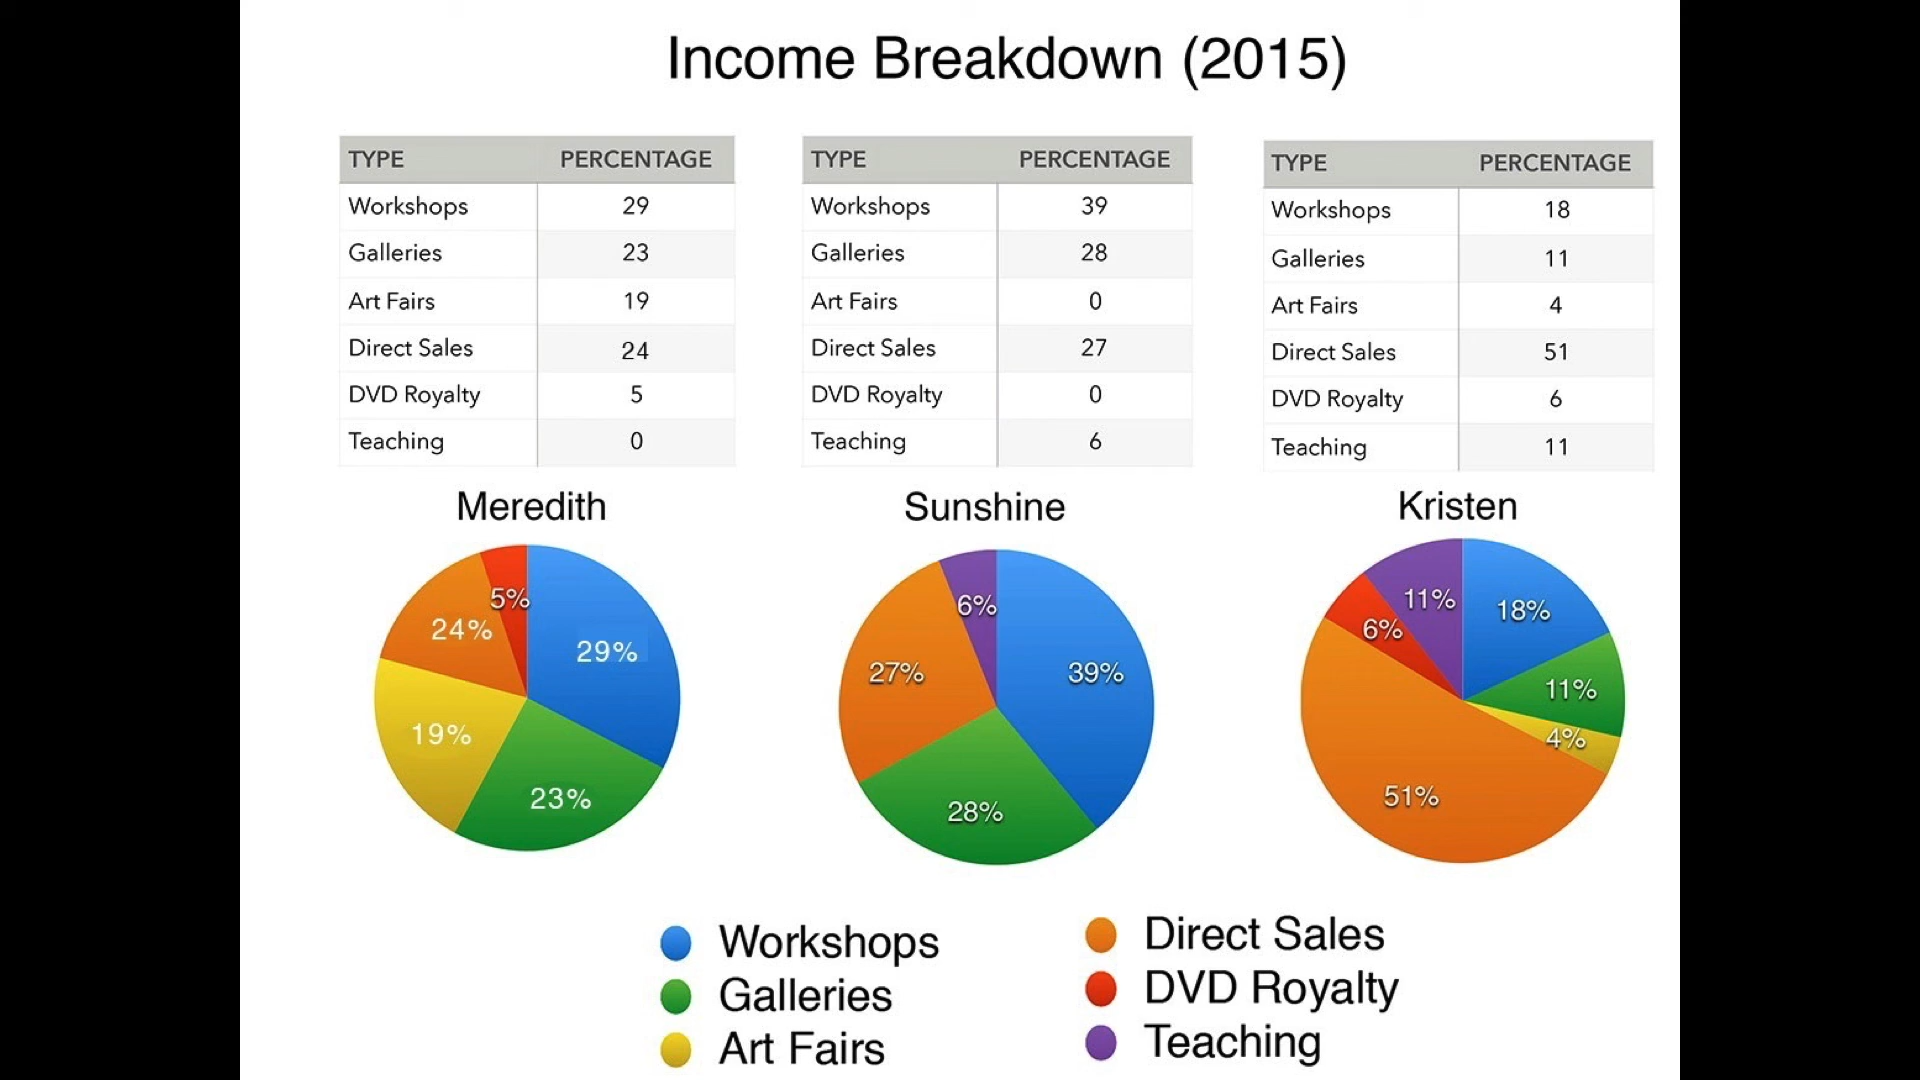 Income Breakdown (2015)
TYPE PERCENTAGE
Workshops 29
Galleries 23
Art Fairs 19
Direct Sales 24
DVD Royalty 5
Teaching 0
TYPE PERCENTAGE
Workshops 39
Galleries 28
Art Fairs 0
Direct Sales 27
DVD Royalty 0
Teaching 6
TYPE PERCENTAGE
Workshops 18
Galleries 11
Art Fairs 4
Direct Sales 51
DVD Royalty 6
Teaching 11
Meredith
5%
24%
29%
19%
23%
Sunshine
6%
27%
39%
28%
Kristen
11%
18%
6%
11%
4%
51%
Workshops
Galleries
Art Fairs
Direct Sales
DVD Royalty
Teaching